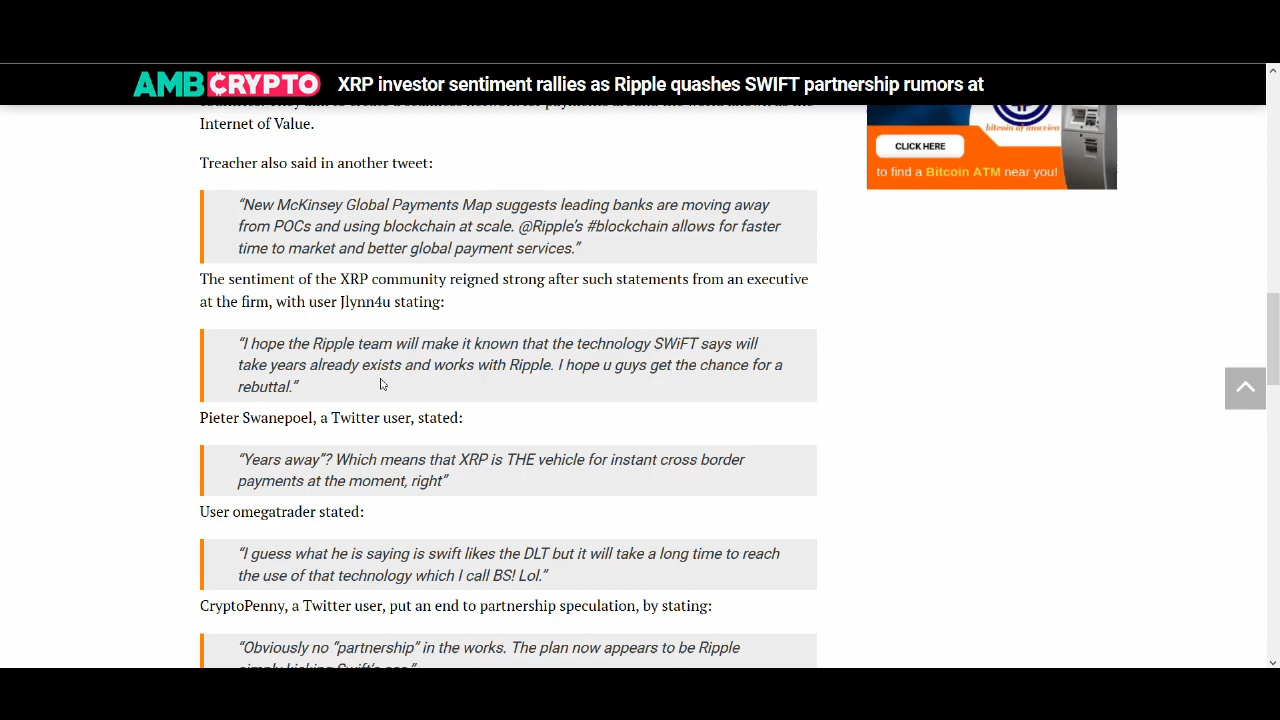 AMBCRYPTO
XRP investor sentiment rallies as Ripple quashes SWIFT partnership rumors at
Internet of Value.
Treacher also said in another tweet:
“New McKinsey Global Payments Map suggests leading banks are moving away
from POCs and using blockchain at scale. @Ripple’s #blockchain allows for faster
time to market and better global payment services.”
The sentiment of the XRP community reigned strong after such statements from an executive
at the firm, with user Jlynn4u stating:
“I hope the Ripple team will make it known that the technology SWiFT says will
take years already exists and works with Ripple. I hope u guys get the chance for a
rebuttal.”
Pieter Swanepoel, a Twitter user, stated:
“Years away”? Which means that XRP is THE vehicle for instant cross border
payments at the moment, right”
User omegatrader stated:
“I guess what he is saying is swift likes the DLT but it will take a long time to reach
the use of that technology which I call BS! Lol.”
CryptoPenny, a Twitter user, put an end to partnership speculation, by stating:
“Obviously no “partnership” in the works. The plan now appears to be Ripple
bitcoin of america
CLICK HERE
to find a Bitcoin ATM near you!